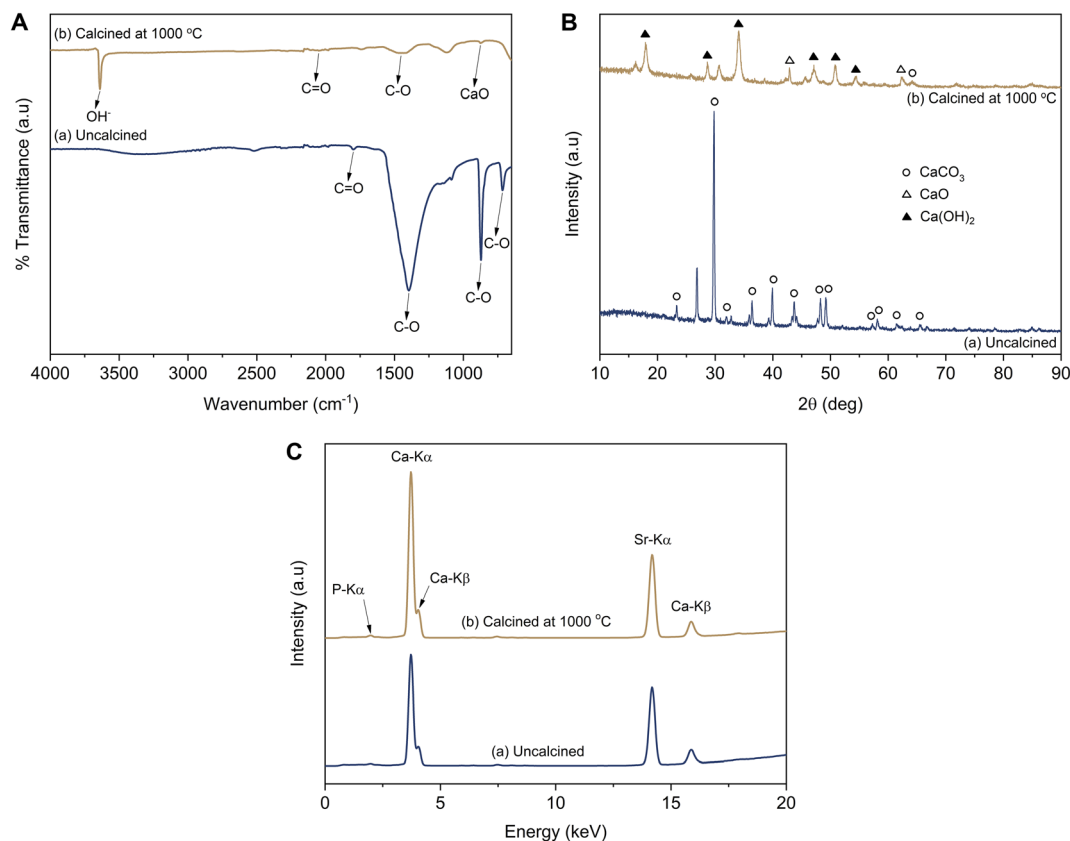 A
(b) Calcined at 1000 ºC
C=O
C-O
CaO
OH-
(a) Uncalcined
C=O
C-O
C-O
C-O
% Transmittance (a.u)
4000 3500 3000 2500 2000 1500 1000
Wavenumber (cm-1)
B
(b) Calcined at 1000 ºC
CaCO3
CaO
Ca(OH)2
(a) Uncalcined
Intensity (a.u)
10 20 30 40 50 60 70 80 90
2θ (deg)
C
Ca-Kα
Sr-Kα
P-Kα
Ca-Kβ
Ca-Kβ
(b) Calcined at 1000 ºC
(a) Uncalcined
Intensity (a.u)
0 5 10 15 20
Energy (keV)